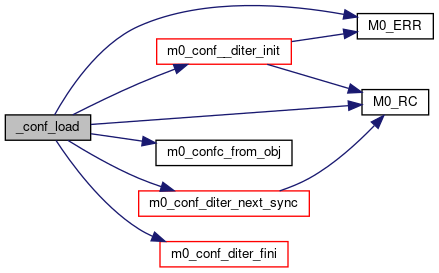 M0_ERR
m0_conf__diter_init
M0_RC
_conf_load
m0_confc_from_obj
m0_conf_diter_next_sync
m0_conf_diter_fini